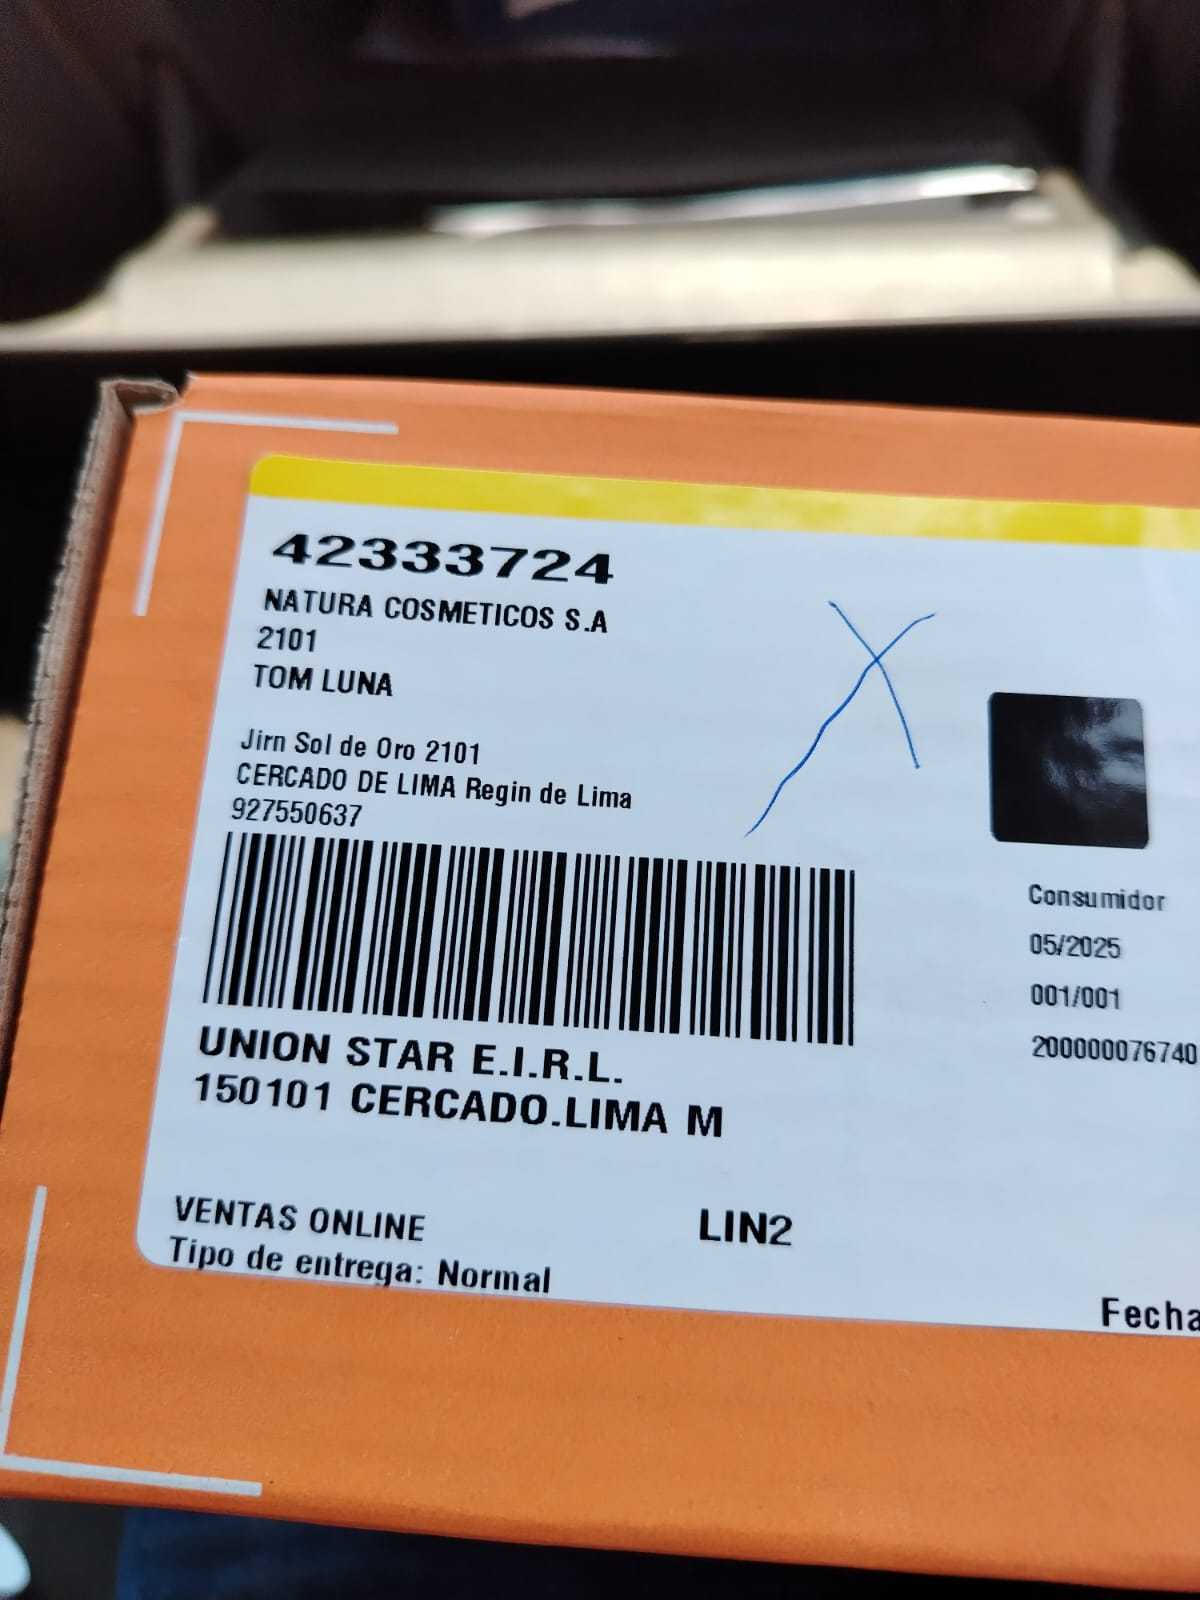 42333724
NATURA COSMETICOS S.A
2101
TOM LUNA
Jirn Sol de Oro 2101
CERCADO DE LIMA Regin de Lima
927550637
Consumidor
05/2025
001/001
200000076740
UNION STAR E.I.R.L.
150101 CERCADO.LIMA M
VENTAS ONLINE
LIN2
Tipo de entrega: Normal
Fecha